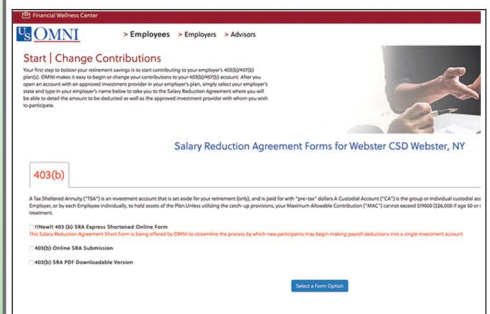 Financial Wellness Center
U.S OMNI
> Employees > Employers > Advisors
Start | Change Contributions
Your first step to bolster your retirement savings is to start contributing to your employer's 403(b)/457(b)
plan(s). OMNI makes it easy to begin or change your contributions to your 403(b)/457(b) account. After you
open an account with an approved investment provider in your employer's plan, simply select your employer's
state and type in your employer's name below to take you to the Salary Reduction Agreement where you will
be able to detail the amount to be deducted as well as the approved investment provider with whom you wish
to participate.
Salary Reduction Agreement Forms for Webster CSD Webster, NY
403(b)
A Tax Sheltered Annuity ("TSA") is an investment account that is set aside for your retirement (only), and is paid for with "pre-tax" dollars.A Custodial Account ("CA") is the group or individual custodial acc
Employer, or by each Employee individually, to hold assets of the Plan.Unless utilizing the catch-up provisions, your Maximum Allowable Contribution ("MAC") cannot exceed $19500 ($26,000 if age 50 or
treatment.
!!New!! 403 (b) SRA Express Shortened Online Form
This Salary Reduction Agreement Short Form is being offered by OMNI to streamline the process by which new participants may begin making payroll deductions into a single investment account
403(b) Online SRA Submission
403(b) SRA PDF Downloadable Version
Select a Form Option